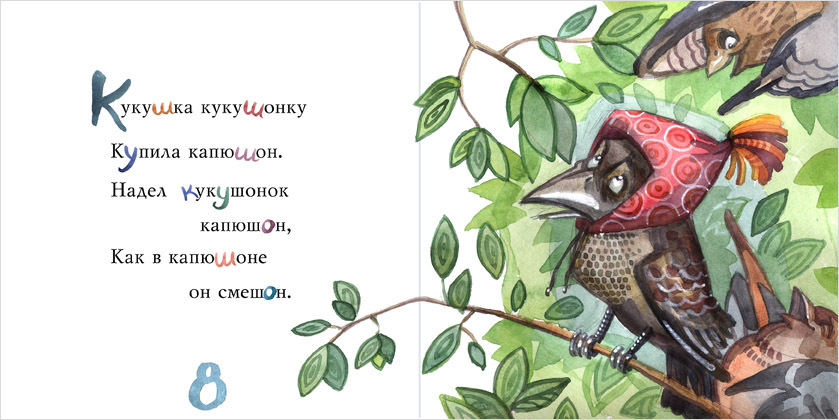 Кукушка кукушонку
Купила капюшон.
Надел кукушонок
капюшон,
Как в капюшоне
он смешон.
8